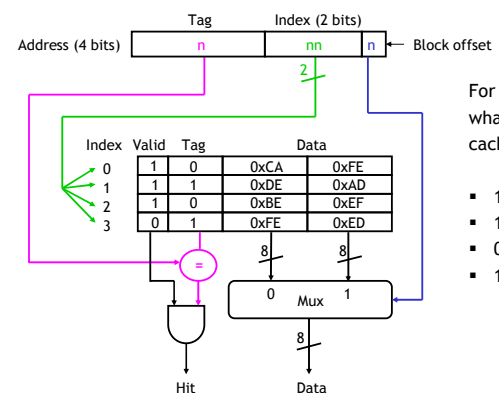 Tag Index (2 bits)
Address (4 bits) n nn n Block offset
2
For
wha
cach
Index Valid Tag Data
0 1 0 0xCA 0xFE
1 1 1 0xDE 0xAD
2 1 0 0xBE 0xEF
3 0 1 0xFE 0xED
▪ 1
▪ 1
▪ 0
▪ 1
= 8 8
0 1
Mux
8
Hit Data